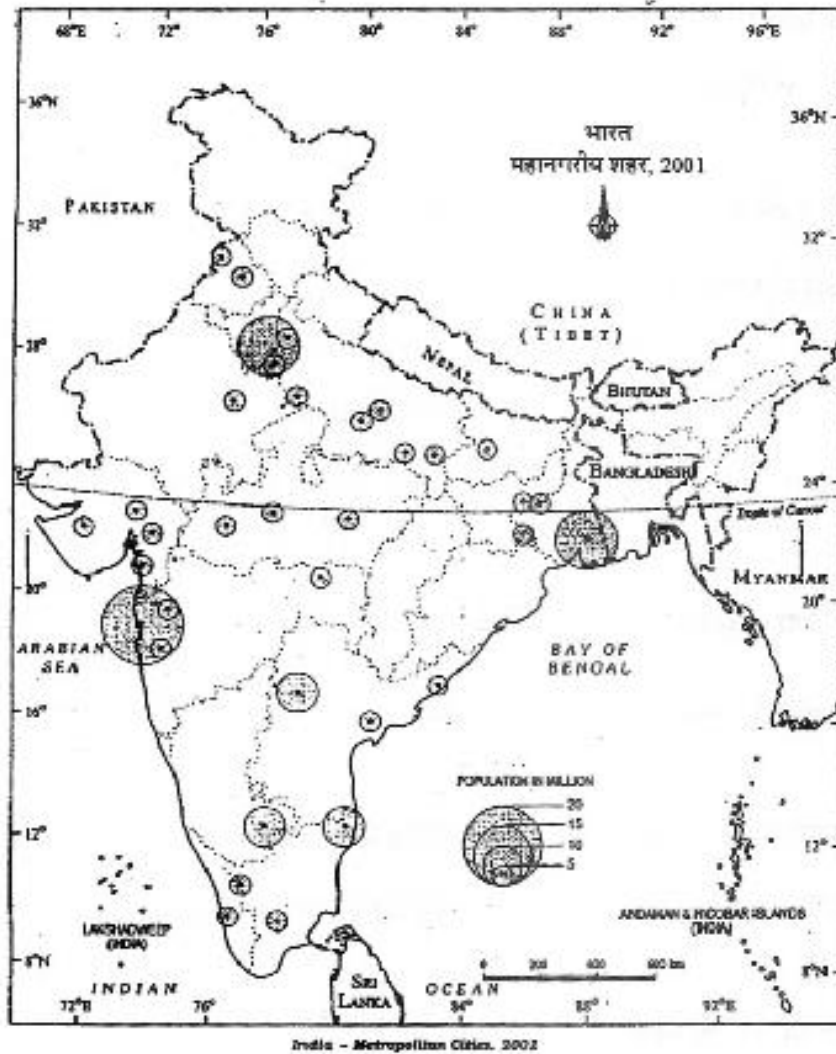 68°E 72° 76° 80° 84° 88° 92° 96°E
36°N 36°N
भारत
महानगरीय शहर, 2001
PAKISTAN
32° 32°
CHINA
(TIBET)
28° 28°
NEPAL
BHUTAN
BANGLADESH
24°
Tropic of Cancer
MYANMAR
20° 20°
ARABIAN
SEA
BAY OF
BENGAL
16°
POPULATION IN MILLION
20
15
10
5
12° 12°
LAKSHADWEEP
(INDIA)
ANDAMAN & NICOBAR ISLANDS
(INDIA)
0 200 400 600 km
8°N 8°N
INDIAN
SRI
LANKA
OCEAN
72°E 76° 84° 88° 92°E
India - Metropolitan Cities, 2001